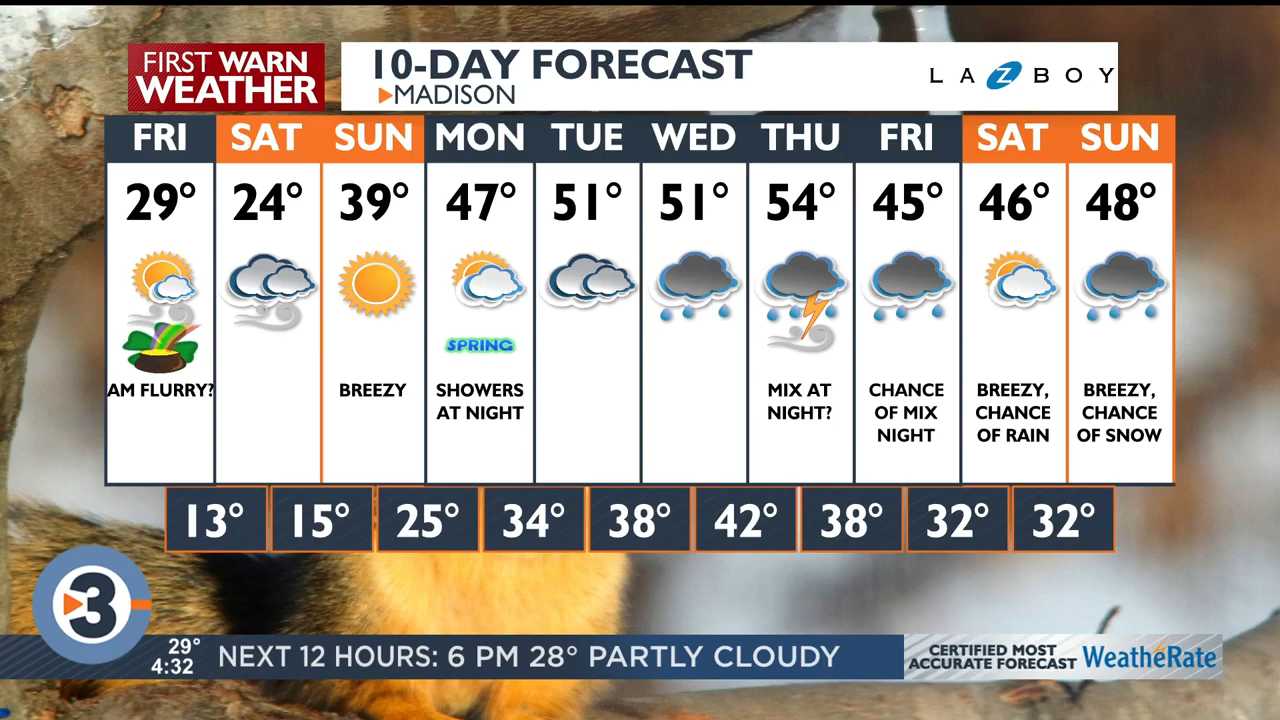 FIRST WARN
WEATHER
10-DAY FORECAST
MADISON
LAZBOY
FRI SAT SUN MON TUE WED THU FRI SAT SUN
29° 24° 39° 47° 51° 51° 54° 45° 46° 48°
SPRING
AM FLURRY?
BREEZY
SHOWERS
AT NIGHT
MIX AT
NIGHT?
CHANCE
OF MIX
NIGHT
BREEZY,
CHANCE
OF RAIN
BREEZY,
CHANCE
OF SNOW
13° 15° 25° 34° 38° 42° 38° 32° 32°
3
29°
4:32
NEXT 12 HOURS: 6 PM 28° PARTLY CLOUDY
CERTIFIED MOST
ACCURATE FORECAST
WeatheRate